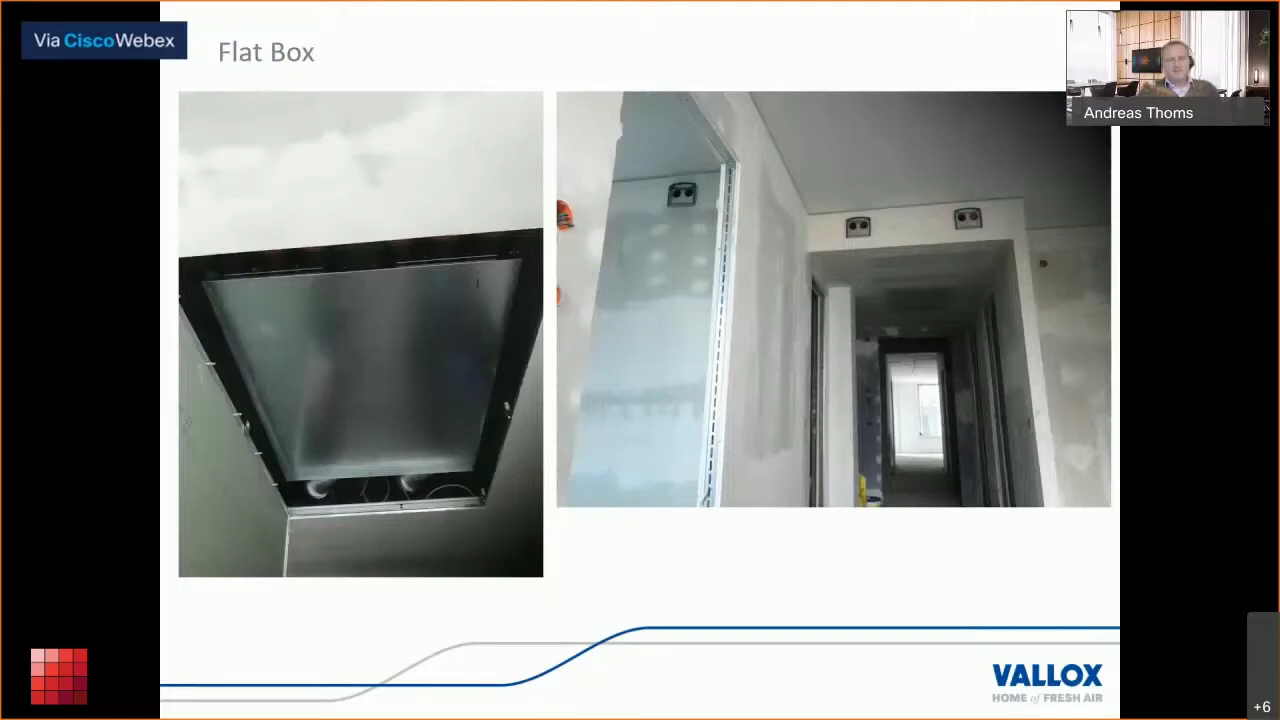 Via CiscoWebex
Flat Box
Andreas Thoms
VALLOX
HOME of FRESH AIR
+6